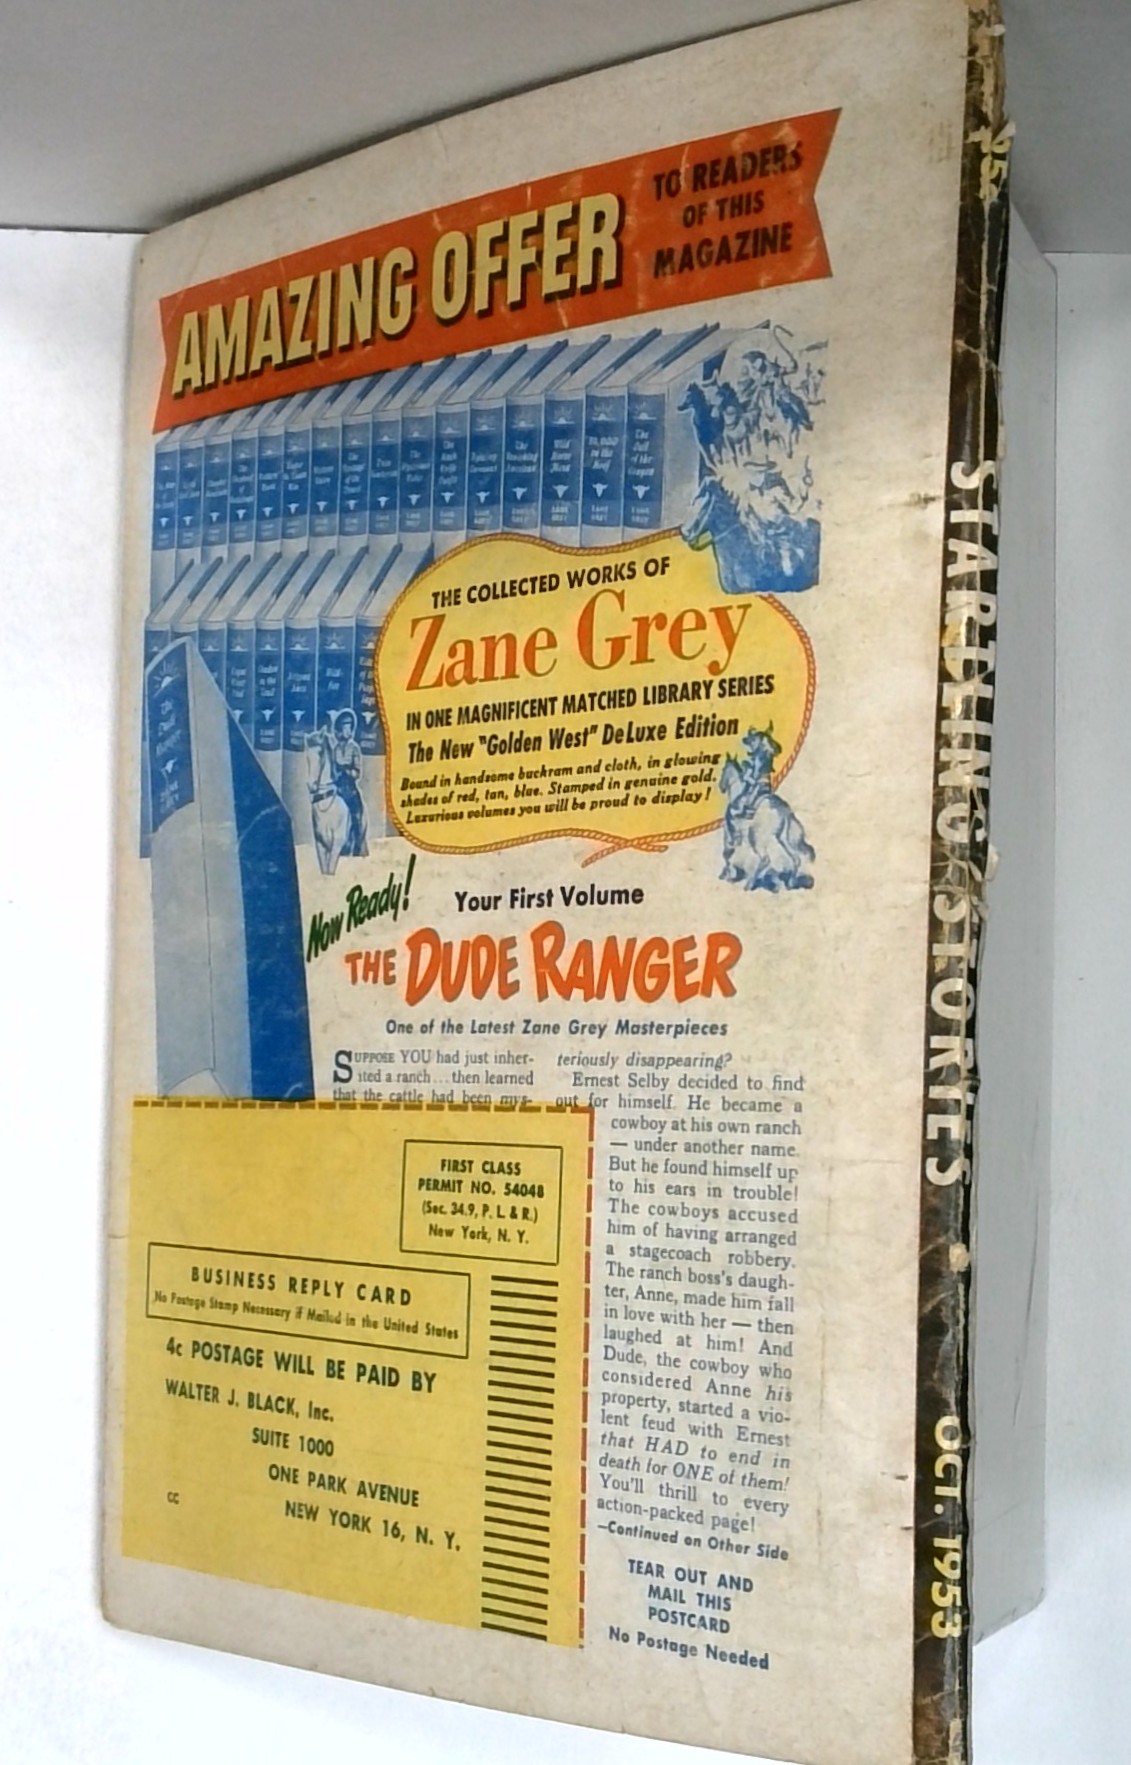 AMAZING OFFER
TO READERS
OF THIS
MAGAZINE
THE COLLECTED WORKS OF
Zane Grey
IN ONE MAGNIFICENT MATCHED LIBRARY SERIES
The New "Golden West" DeLuxe Edition
Bound in handsome buckram and cloth, in glowing
shades of red, tan, blue. Stamped in genuine gold.
Luxurious volumes you will be proud to display!
Now Ready!
Your First Volume
THE DUDE RANGER
One of the Latest Zane Grey Masterpieces
SUPPOSE YOU had just inher-
ited a ranch...then learned
that the cattle had been mys-
teriously disappearing?
Ernest Selby decided to find
out for himself. He became a
cowboy at his own ranch
— under another name.
But he found himself up
to his ears in trouble!
The cowboys accused
him of having arranged
a stagecoach robbery.
The ranch boss's daugh-
ter, Anne, made him fall
in love with her — then
laughed at him! And
Dude, the cowboy who
considered Anne his
property, started a vio-
lent feud with Ernest
that HAD to end in
death for ONE of them!
You'll thrill to every
action-packed page!
—Continued on Other Side
TEAR OUT AND
MAIL THIS
POSTCARD
No Postage Needed
FIRST CLASS
PERMIT NO. 54048
(Sec. 34.9, P. L. & R.)
New York, N. Y.
BUSINESS REPLY CARD
No Postage Stamp Necessary if Mailed in the United States
4c POSTAGE WILL BE PAID BY
WALTER J. BLACK, Inc.
SUITE 1000
ONE PARK AVENUE
NEW YORK 16, N. Y.
CC
25¢
STARTLING STORIES • OCT. 1953